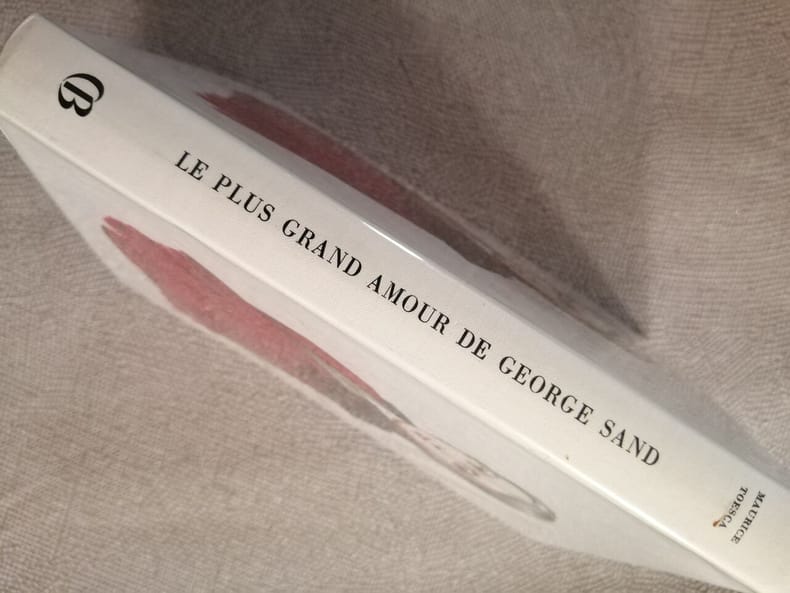 B
LE PLUS GRAND AMOUR DE GEORGE SAND
MAURICE
TOESCA